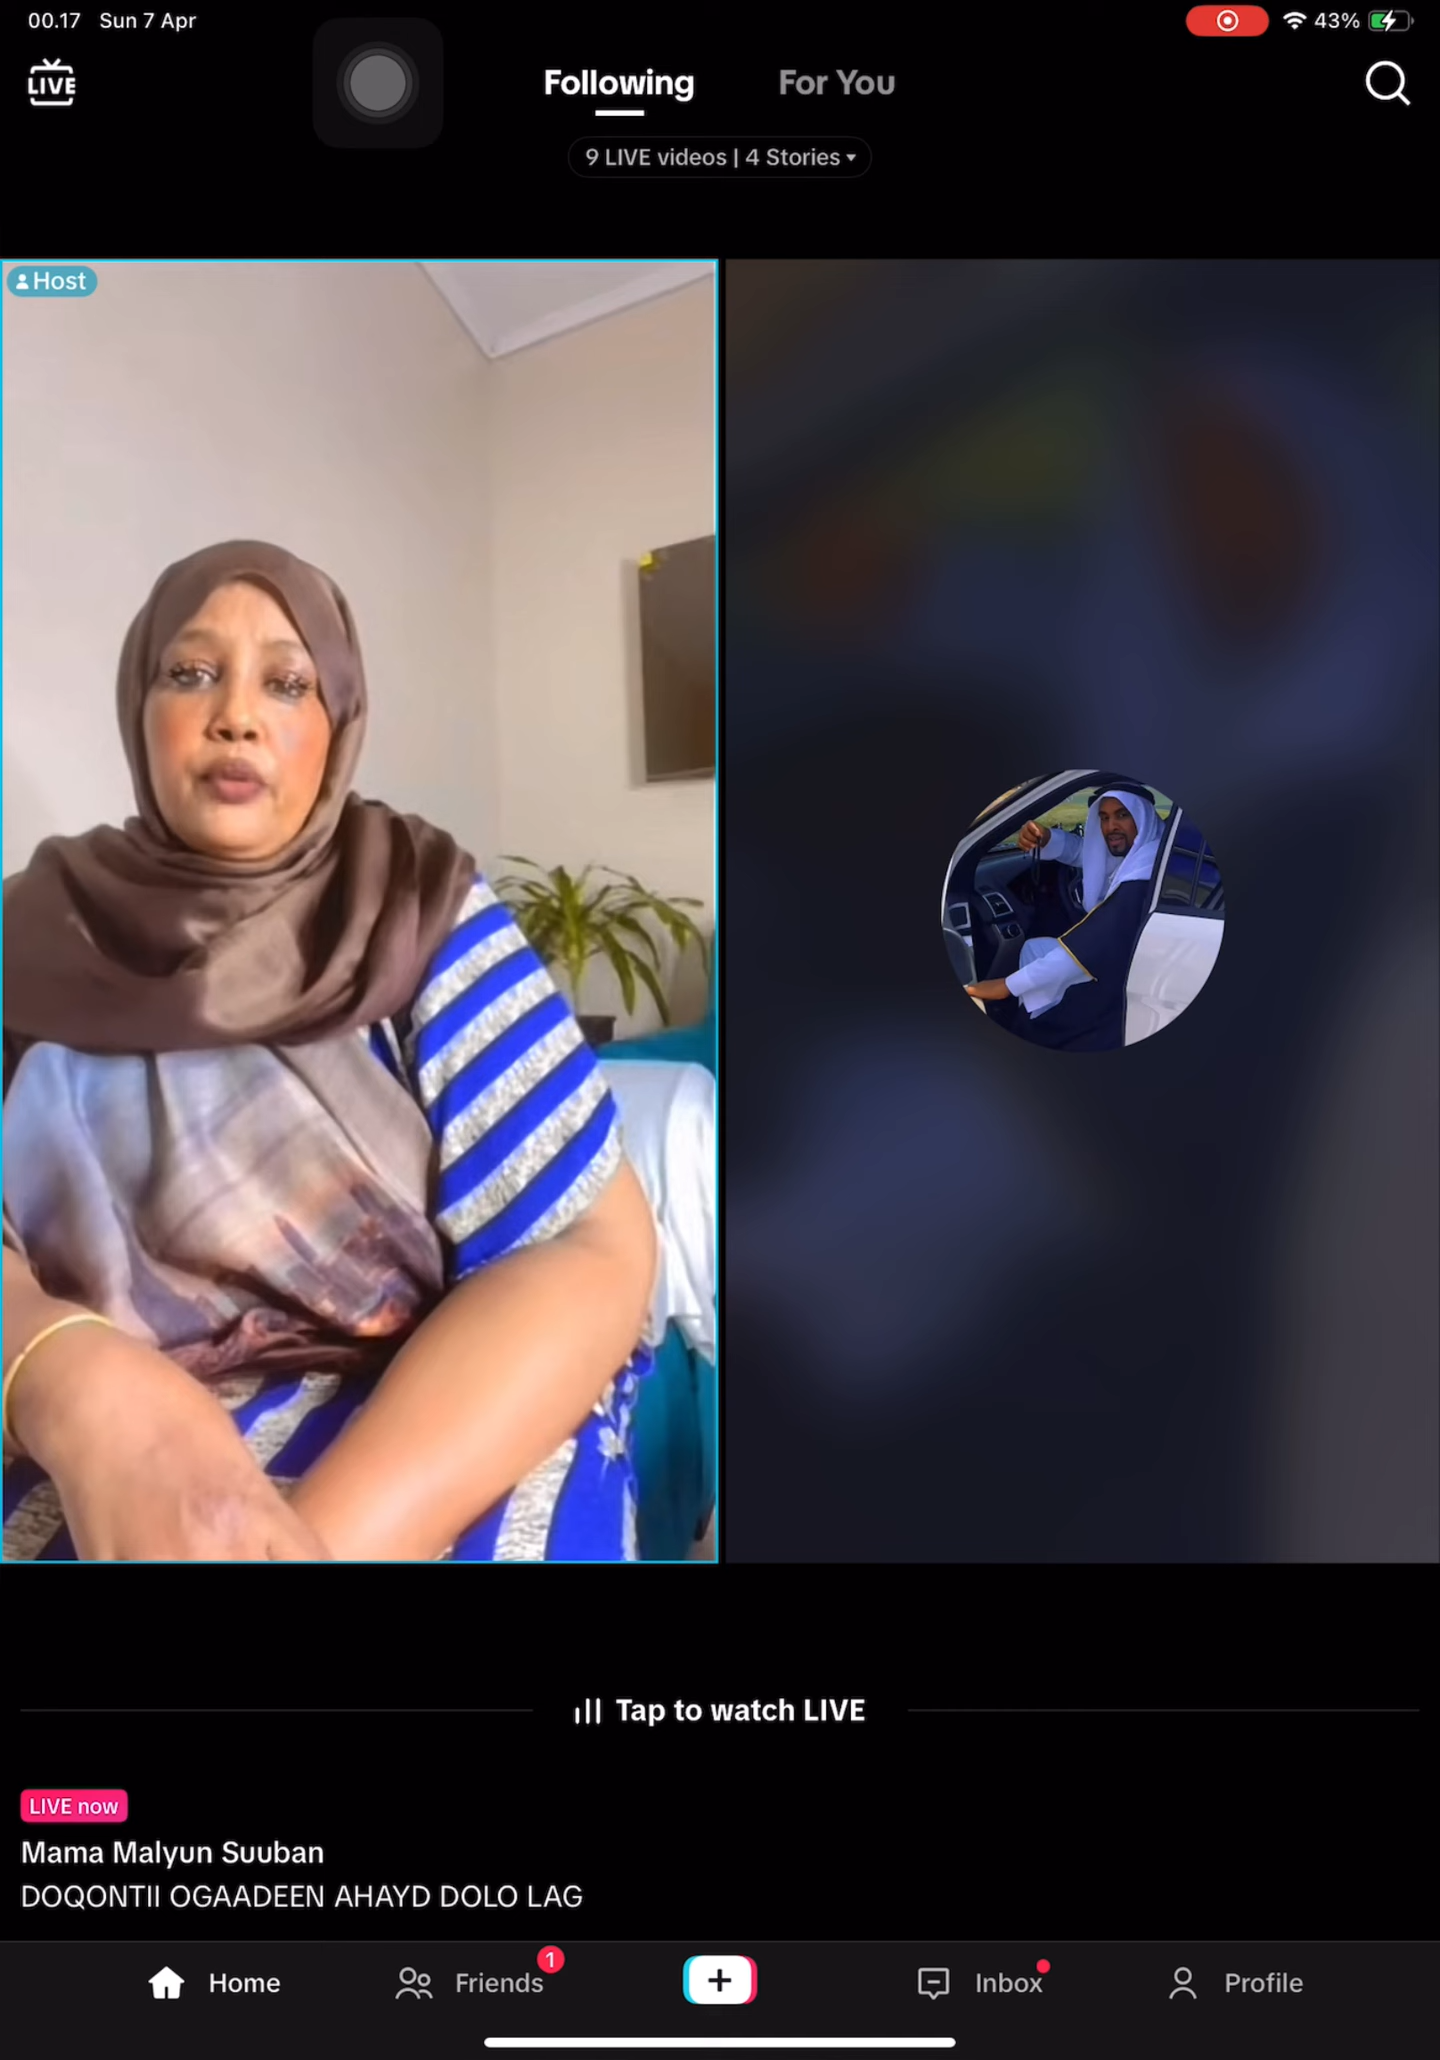 00.17 Sun 7 Apr
43%
LIVE
Following
For You
9 LIVE videos | 4 Stories
Host
Tap to watch LIVE
LIVE now
Mama Malyun Suuban
DOQONTII OGAADEEN AHAYD DOLO LAG
Home
Friends
1
Inbox
Profile